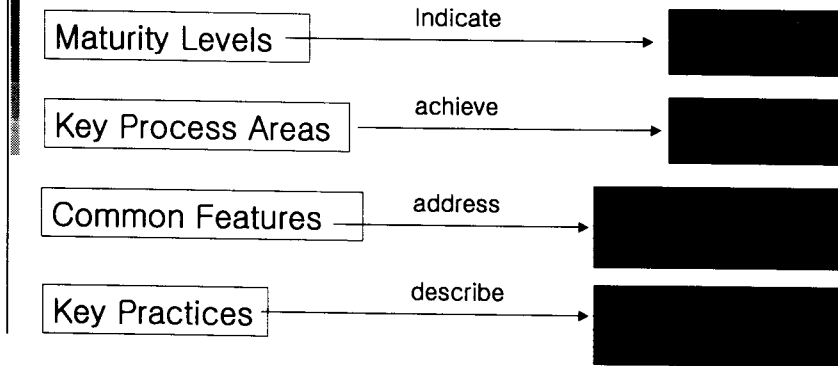 Maturity Levels Indicate
Key Process Areas achieve
Common Features address
Key Practices describe